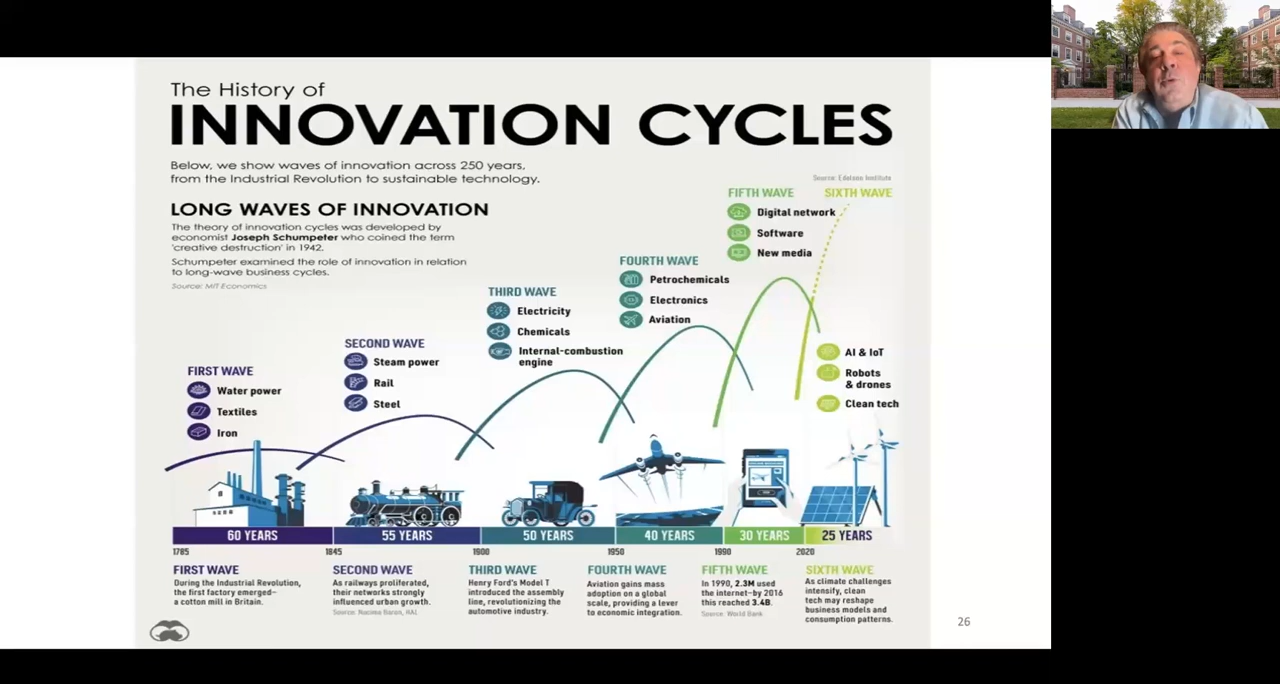 The History of
INNOVATION CYCLES
Below, we show waves of innovation across 250 years,
from the Industrial Revolution to sustainable technology.
Source: Edelson Institute
LONG WAVES OF INNOVATION
The theory of innovation cycles was developed by
economist Joseph Schumpeter who coined the term
'creative destruction' in 1942.
Schumpeter examined the role of innovation in relation
to long-wave business cycles.
Source: MIT Economics
FIRST WAVE
Water power
Textiles
Iron
SECOND WAVE
Steam power
Rail
Steel
THIRD WAVE
Electricity
Chemicals
Internal-combustion
engine
FOURTH WAVE
Petrochemicals
Electronics
Aviation
FIFTH WAVE
Digital network
Software
New media
SIXTH WAVE
AI & IoT
Robots
& drones
Clean tech
60 YEARS
55 YEARS
50 YEARS
40 YEARS
30 YEARS
25 YEARS
1785
1845
1900
1950
1990
2020
FIRST WAVE
During the Industrial Revolution,
the first factory emerged—
a cotton mill in Britain.
SECOND WAVE
As railways proliferated,
their networks strongly
influenced urban growth.
Source:
THIRD WAVE
Henry Ford's Model T
introduced the assembly
line, revolutionizing the
automotive industry.
FOURTH WAVE
Aviation gains mass
adoption on a global
scale, providing a lever
to economic integration.
FIFTH WAVE
In 1990, 2.3M used
the internet—by 2016
this reached 3.4B.
Source: World Bank
SIXTH WAVE
As climate challenges
intensify, clean
tech may reshape
business models and
consumption patterns.
26